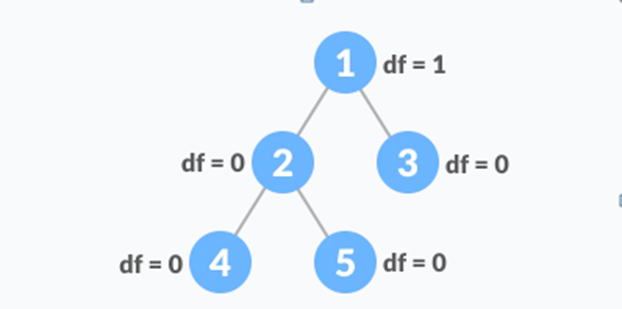 1 df = 1
df = 0 2 3 df = 0
df = 0 4 5 df = 0